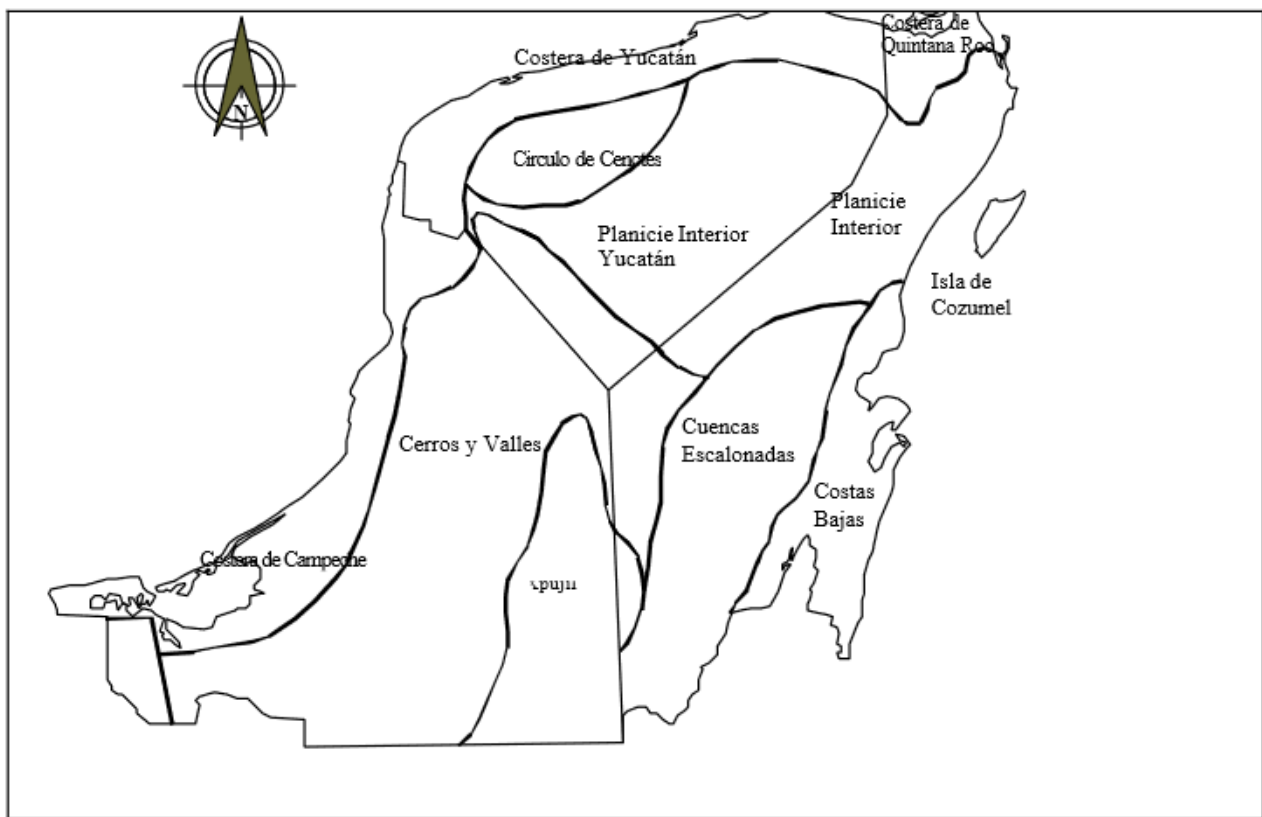 Costera de
Quintana Roo
Costera de Yucatán
N
Circulo de Cenotes
Planicie
Interior
Planicie Interior
Yucatán
Isla de
Cozumel
Cerros y Valles
Cuencas
Escalonadas
Costas
Bajas
Costera de Campeche